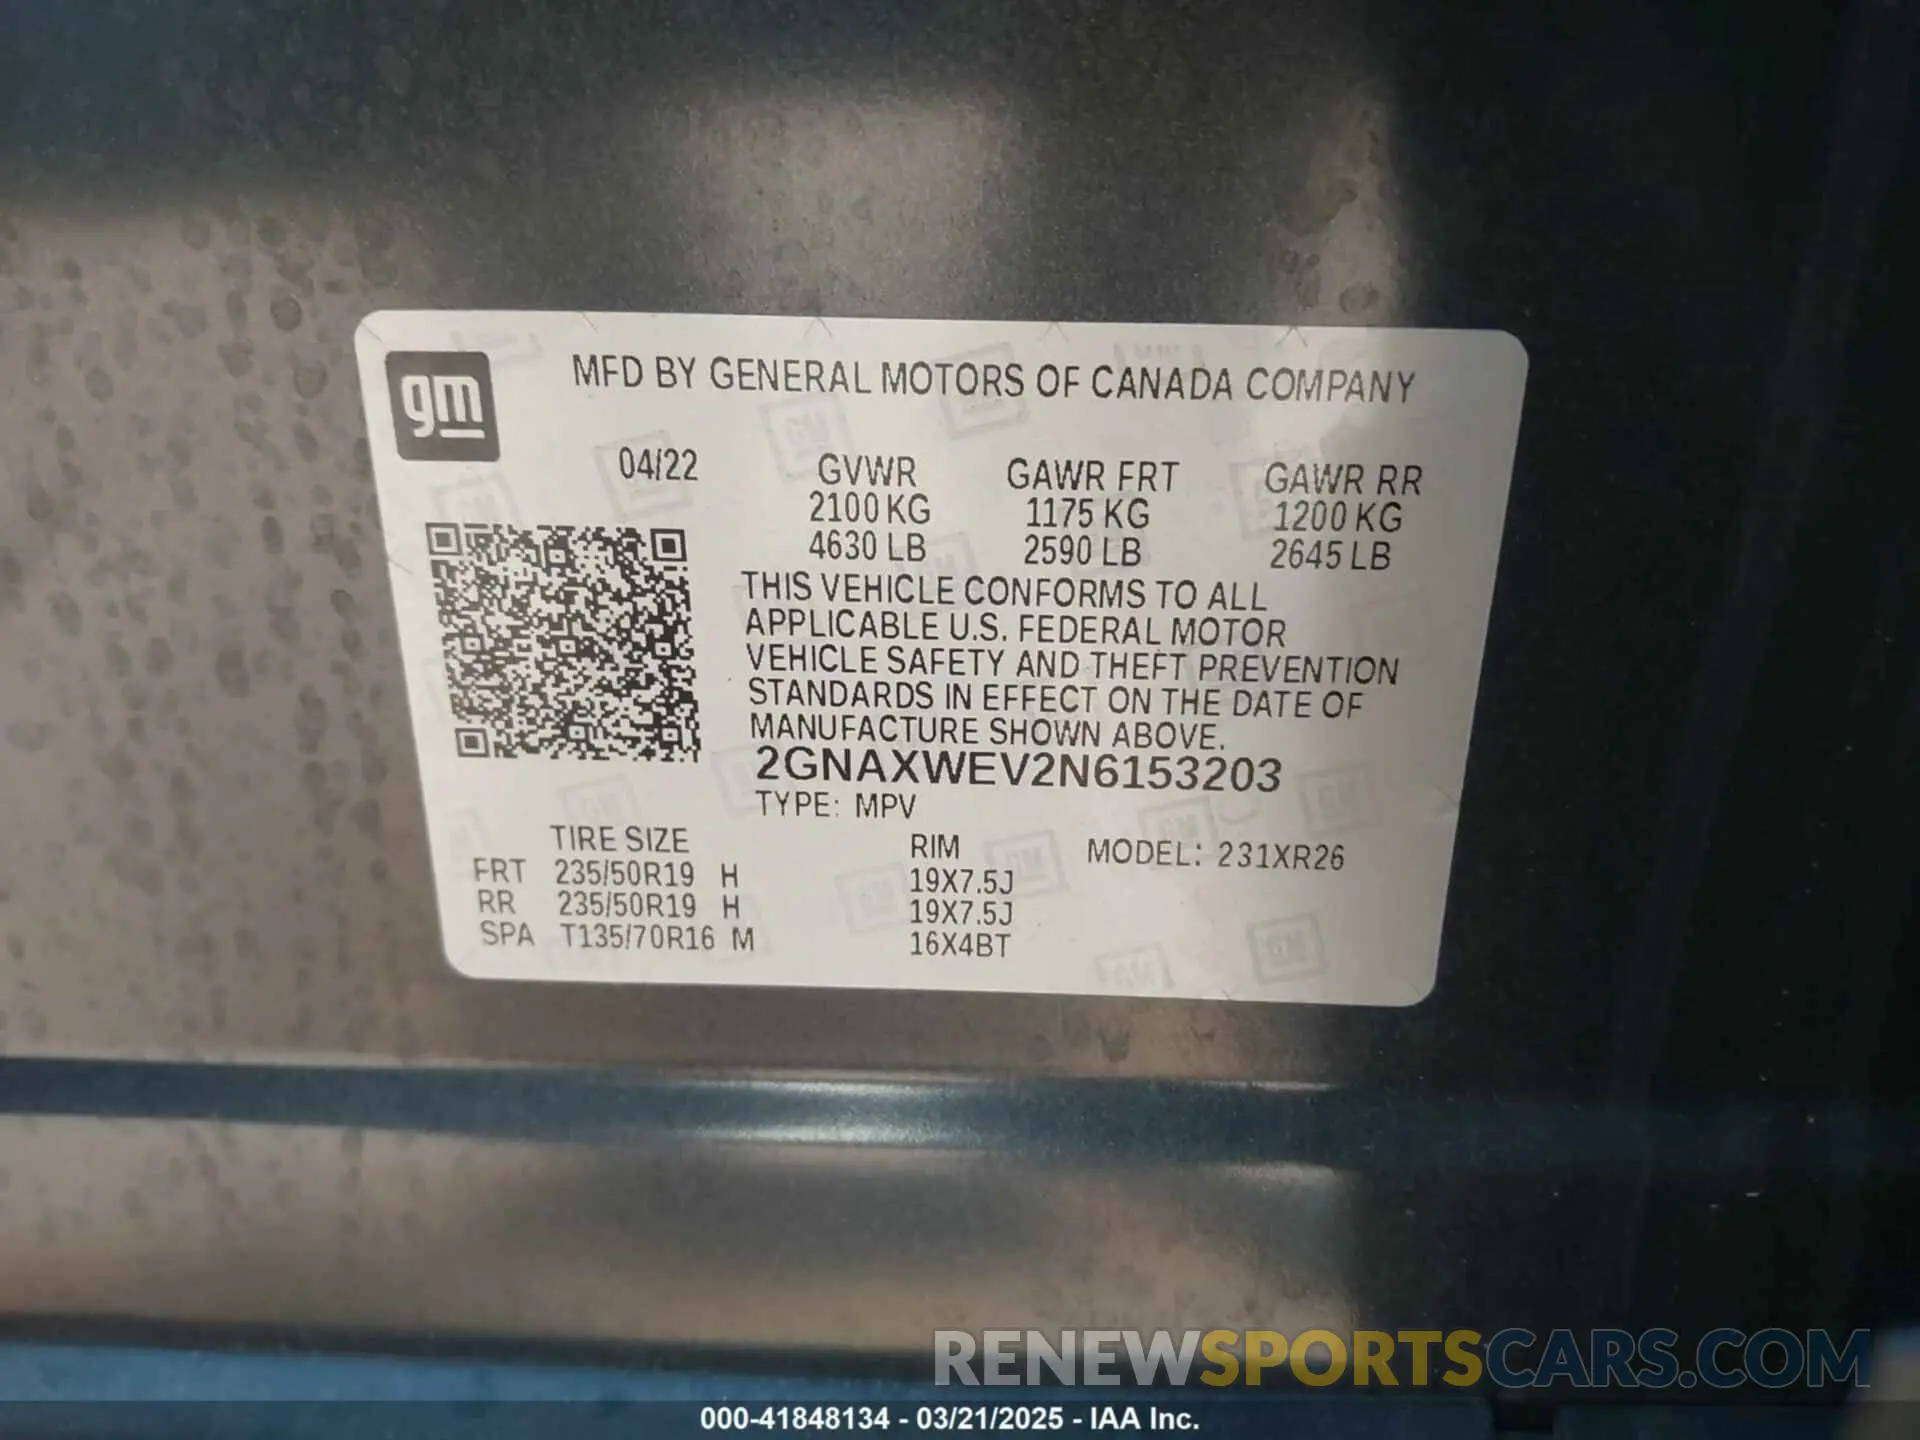 gm
MFD BY GENERAL MOTORS OF CANADA COMPANY
04/22 GVWR GAWR FRT GAWR RR
2100 KG 1175 KG 1200 KG
4630 LB 2590 LB 2645 LB
THIS VEHICLE CONFORMS TO ALL
APPLICABLE U.S. FEDERAL MOTOR
VEHICLE SAFETY AND THEFT PREVENTION
STANDARDS IN EFFECT ON THE DATE OF
MANUFACTURE SHOWN ABOVE.
2GNAXWEV2N6153203
TYPE: MPV
TIRE SIZE RIM MODEL: 231XR26
FRT 235/50R19 H 19X7.5J
RR 235/50R19 H 19X7.5J
SPA T135/70R16 M 16X4BT
RENEWSPORTSCARS.COM
000-41848134 - 03/21/2025 - IAA Inc.